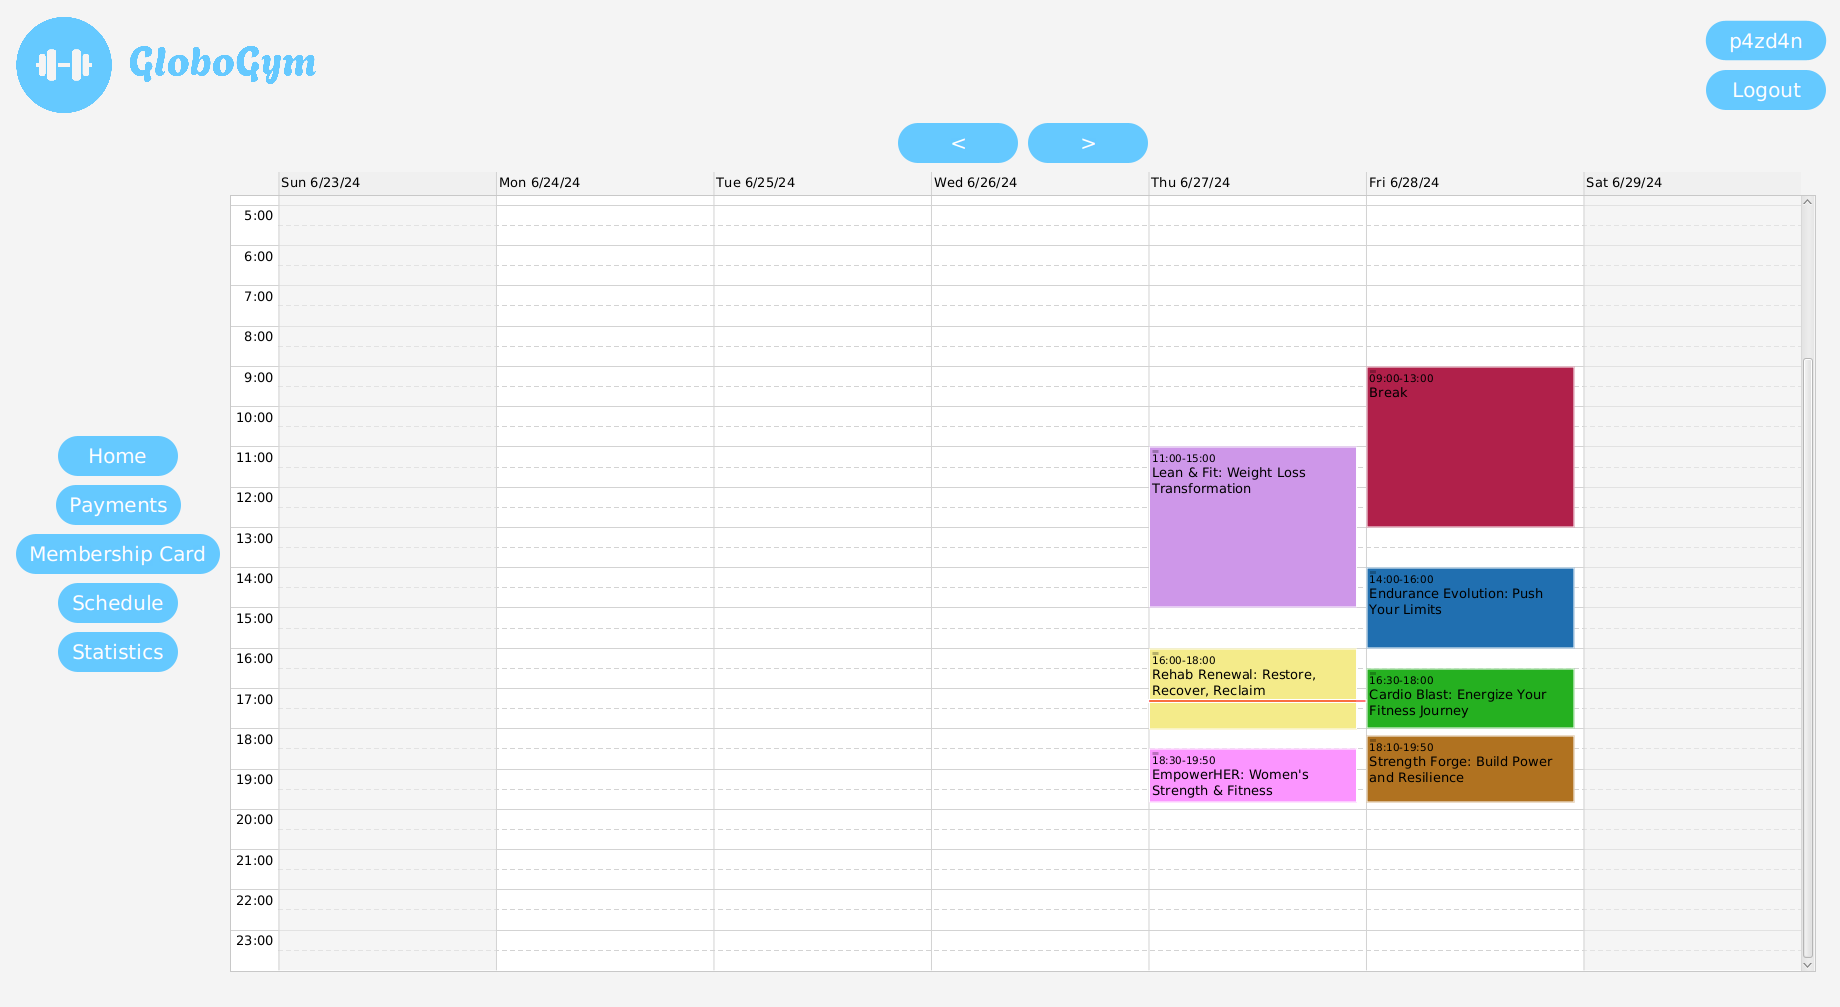 GloboGym
p4zd4n
Logout
<
>
Sun 6/23/24
Mon 6/24/24
Tue 6/25/24
Wed 6/26/24
Thu 6/27/24
Fri 6/28/24
Sat 6/29/24
5:00
6:00
7:00
8:00
9:00
10:00
11:00
12:00
13:00
14:00
15:00
16:00
17:00
18:00
19:00
20:00
21:00
22:00
23:00
Home
Payments
Membership Card
Schedule
Statistics
11:00-15:00
Lean & Fit: Weight Loss
Transformation
16:00-18:00
Rehab Renewal: Restore,
Recover, Reclaim
18:30-19:50
EmpowerHER: Women's
Strength & Fitness
09:00-13:00
Break
14:00-16:00
Endurance Evolution: Push
Your Limits
16:30-18:00
Cardio Blast: Energize Your
Fitness Journey
18:10-19:50
Strength Forge: Build Power
and Resilience